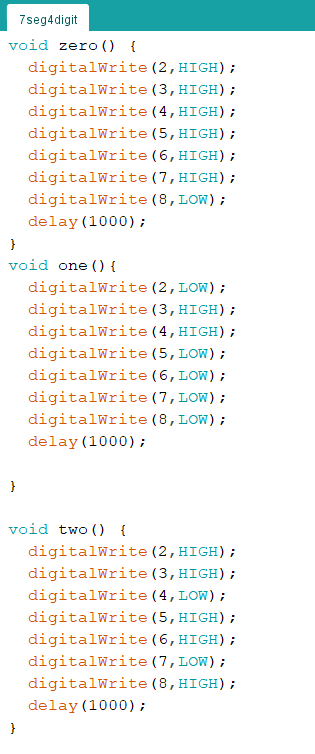 7seg4digit
void zero() {
  digitalWrite(2,HIGH);
  digitalWrite(3,HIGH);
  digitalWrite(4,HIGH);
  digitalWrite(5,HIGH);
  digitalWrite(6,HIGH);
  digitalWrite(7,HIGH);
  digitalWrite(8,LOW);
  delay(1000);
}
void one(){
  digitalWrite(2,LOW);
  digitalWrite(3,HIGH);
  digitalWrite(4,HIGH);
  digitalWrite(5,LOW);
  digitalWrite(6,LOW);
  digitalWrite(7,LOW);
  digitalWrite(8,LOW);
  delay(1000);

}

void two() {
  digitalWrite(2,HIGH);
  digitalWrite(3,HIGH);
  digitalWrite(4,LOW);
  digitalWrite(5,HIGH);
  digitalWrite(6,HIGH);
  digitalWrite(7,LOW);
  digitalWrite(8,HIGH);
  delay(1000);
}